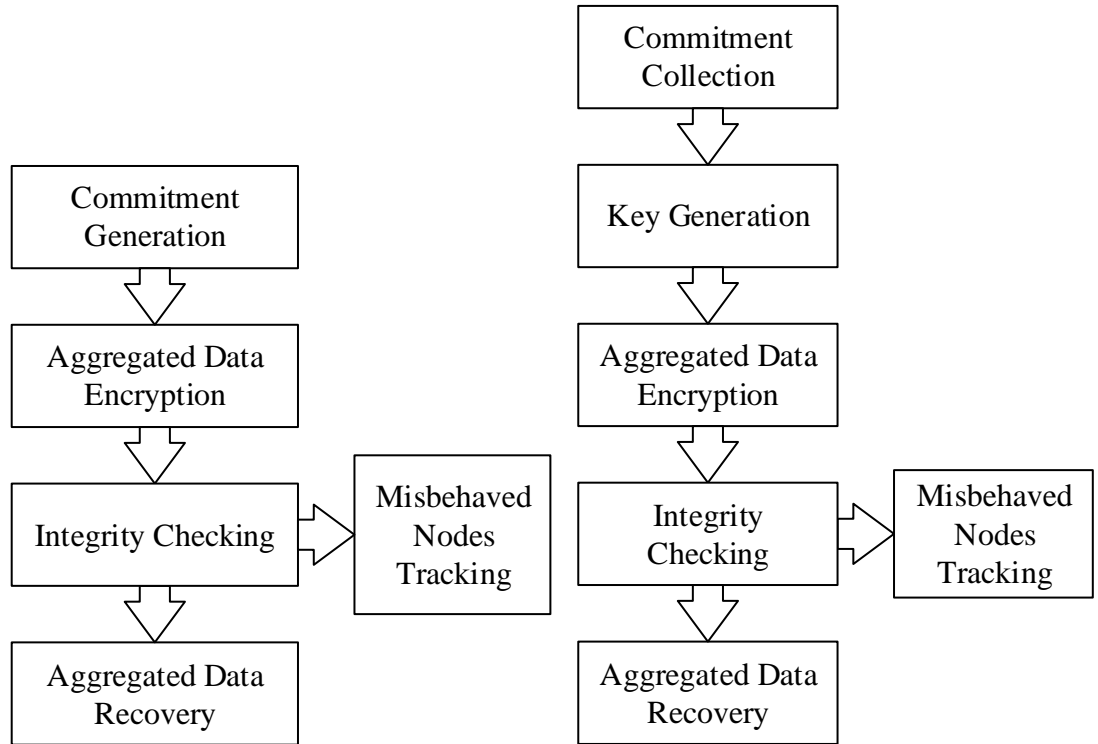 Commitment
Generation
Aggregated Data
Encryption
Integrity Checking
Misbehaved
Nodes
Tracking
Aggregated Data
Recovery
Commitment
Collection
Key Generation
Aggregated Data
Encryption
Integrity
Checking
Misbehaved
Nodes
Tracking
Aggregated Data
Recovery